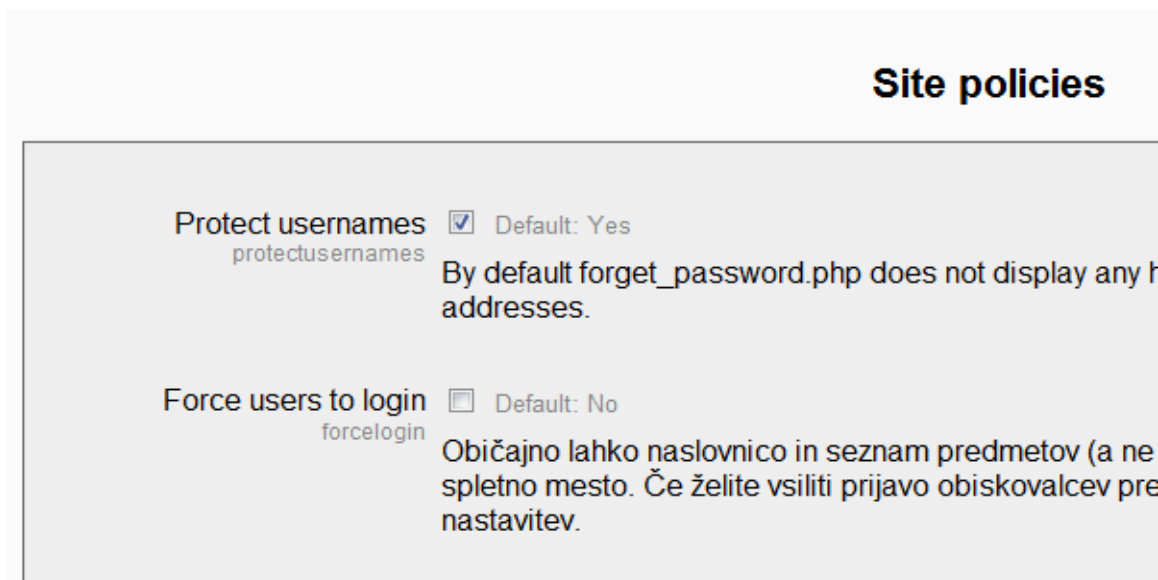 Site policies
Protect usernames Default: Yes
protectusernames
By default forget_password.php does not display any
addresses.
Force users to login Default: No
forcelogin
Običajno lahko naslovnico in seznam predmetov (a ne
spletno mesto. Če želite vsiliti prijavo obiskovalcev
nastavitev.